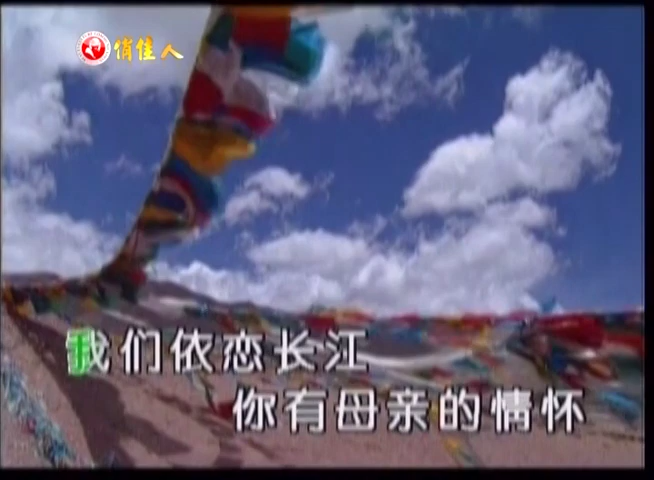 俏佳人
我们依恋长江
你有母亲的情怀